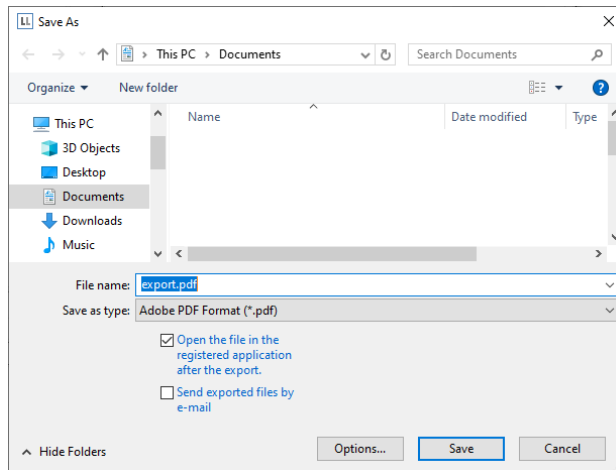 LL Save As
This PC > Documents
Search Documents
Organize
New folder
?
This PC
3D Objects
Desktop
Documents
Downloads
Music
Name
Date modified
Type
File name: export.pdf
Save as type: Adobe PDF Format (*.pdf)
Open the file in the
registered application
after the export.
Send exported files by
e-mail
Hide Folders
Options...
Save
Cancel